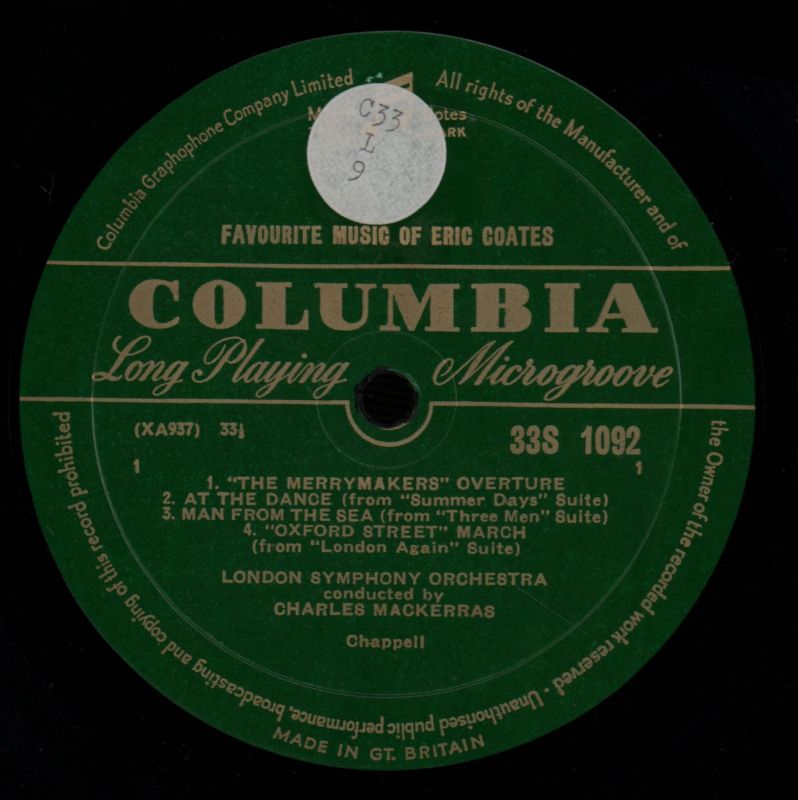 Columbia Graphophone Company Limited
All rights of the Manufacturer and of
the Owner of the recorded work reserved - Unauthorised public performance, broadcasting and copying of this record prohibited
C33
I
9
FAVOURITE MUSIC OF ERIC COATES
COLUMBIA
Long Playing Microgroove
(XA937) 33⅓
33S 1092
1 1
1. "THE MERRYMAKERS" OVERTURE
2. AT THE DANCE (from "Summer Days" Suite)
3. MAN FROM THE SEA (from "Three Men" Suite)
4. "OXFORD STREET" MARCH
(from "London Again" Suite)
LONDON SYMPHONY ORCHESTRA
conducted by
CHARLES MACKERRAS
Chappell
MADE IN GT. BRITAIN